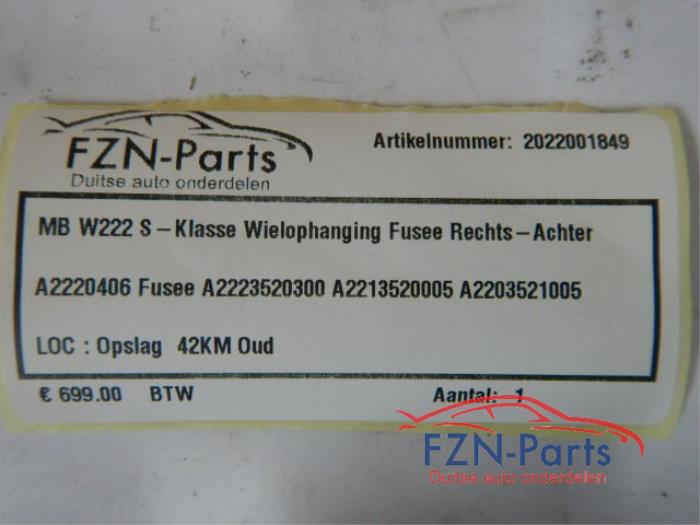 FZN-Parts
Duitse auto onderdelen
Artikelnummer: 2022001849
MB W222 S-Klasse Wielophanging Fusee Rechts-Achter
A2220406 Fusee A2223520300 A2213520005 A2203521005
LOC : Opslag 42KM Oud
€ 699.00 BTW Aantal: 1
FZN-Parts
Duitse auto onderdelen